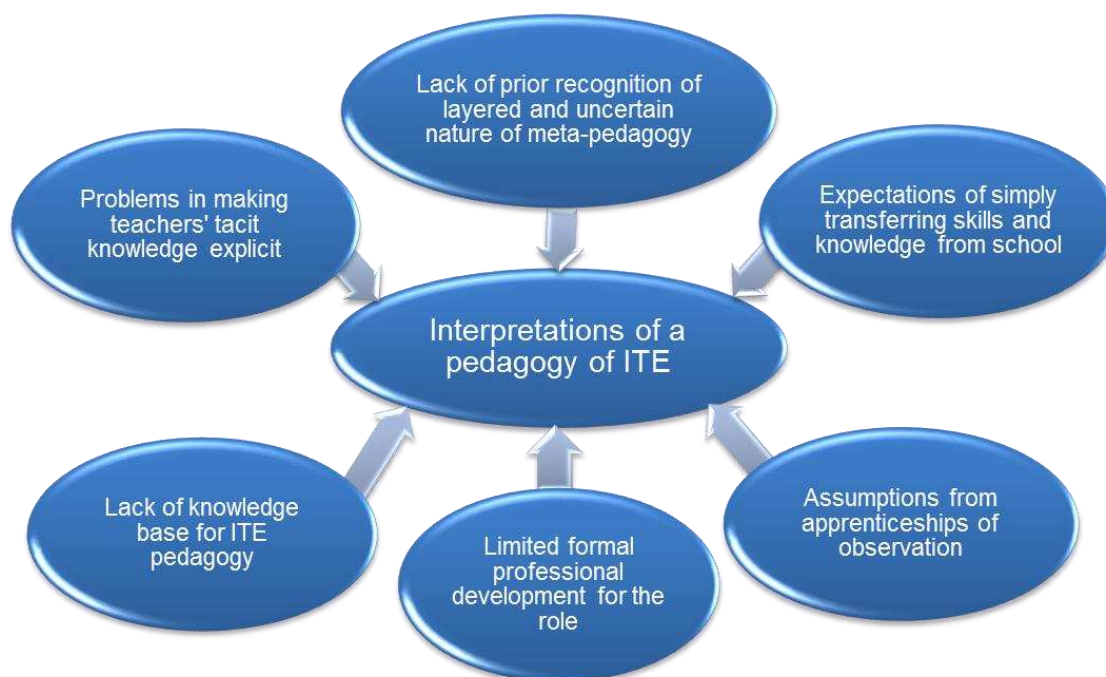 Lack of prior recognition of
layered and uncertain
nature of meta-pedagogy
Problems in making
teachers' tacit
knowledge explicit
Expectations of simply
transferring skills and
knowledge from school
Interpretations of a
pedagogy of ITE
Lack of knowledge
base for ITE
pedagogy
Limited formal
professional
development for the
role
Assumptions from
apprenticeships of
observation